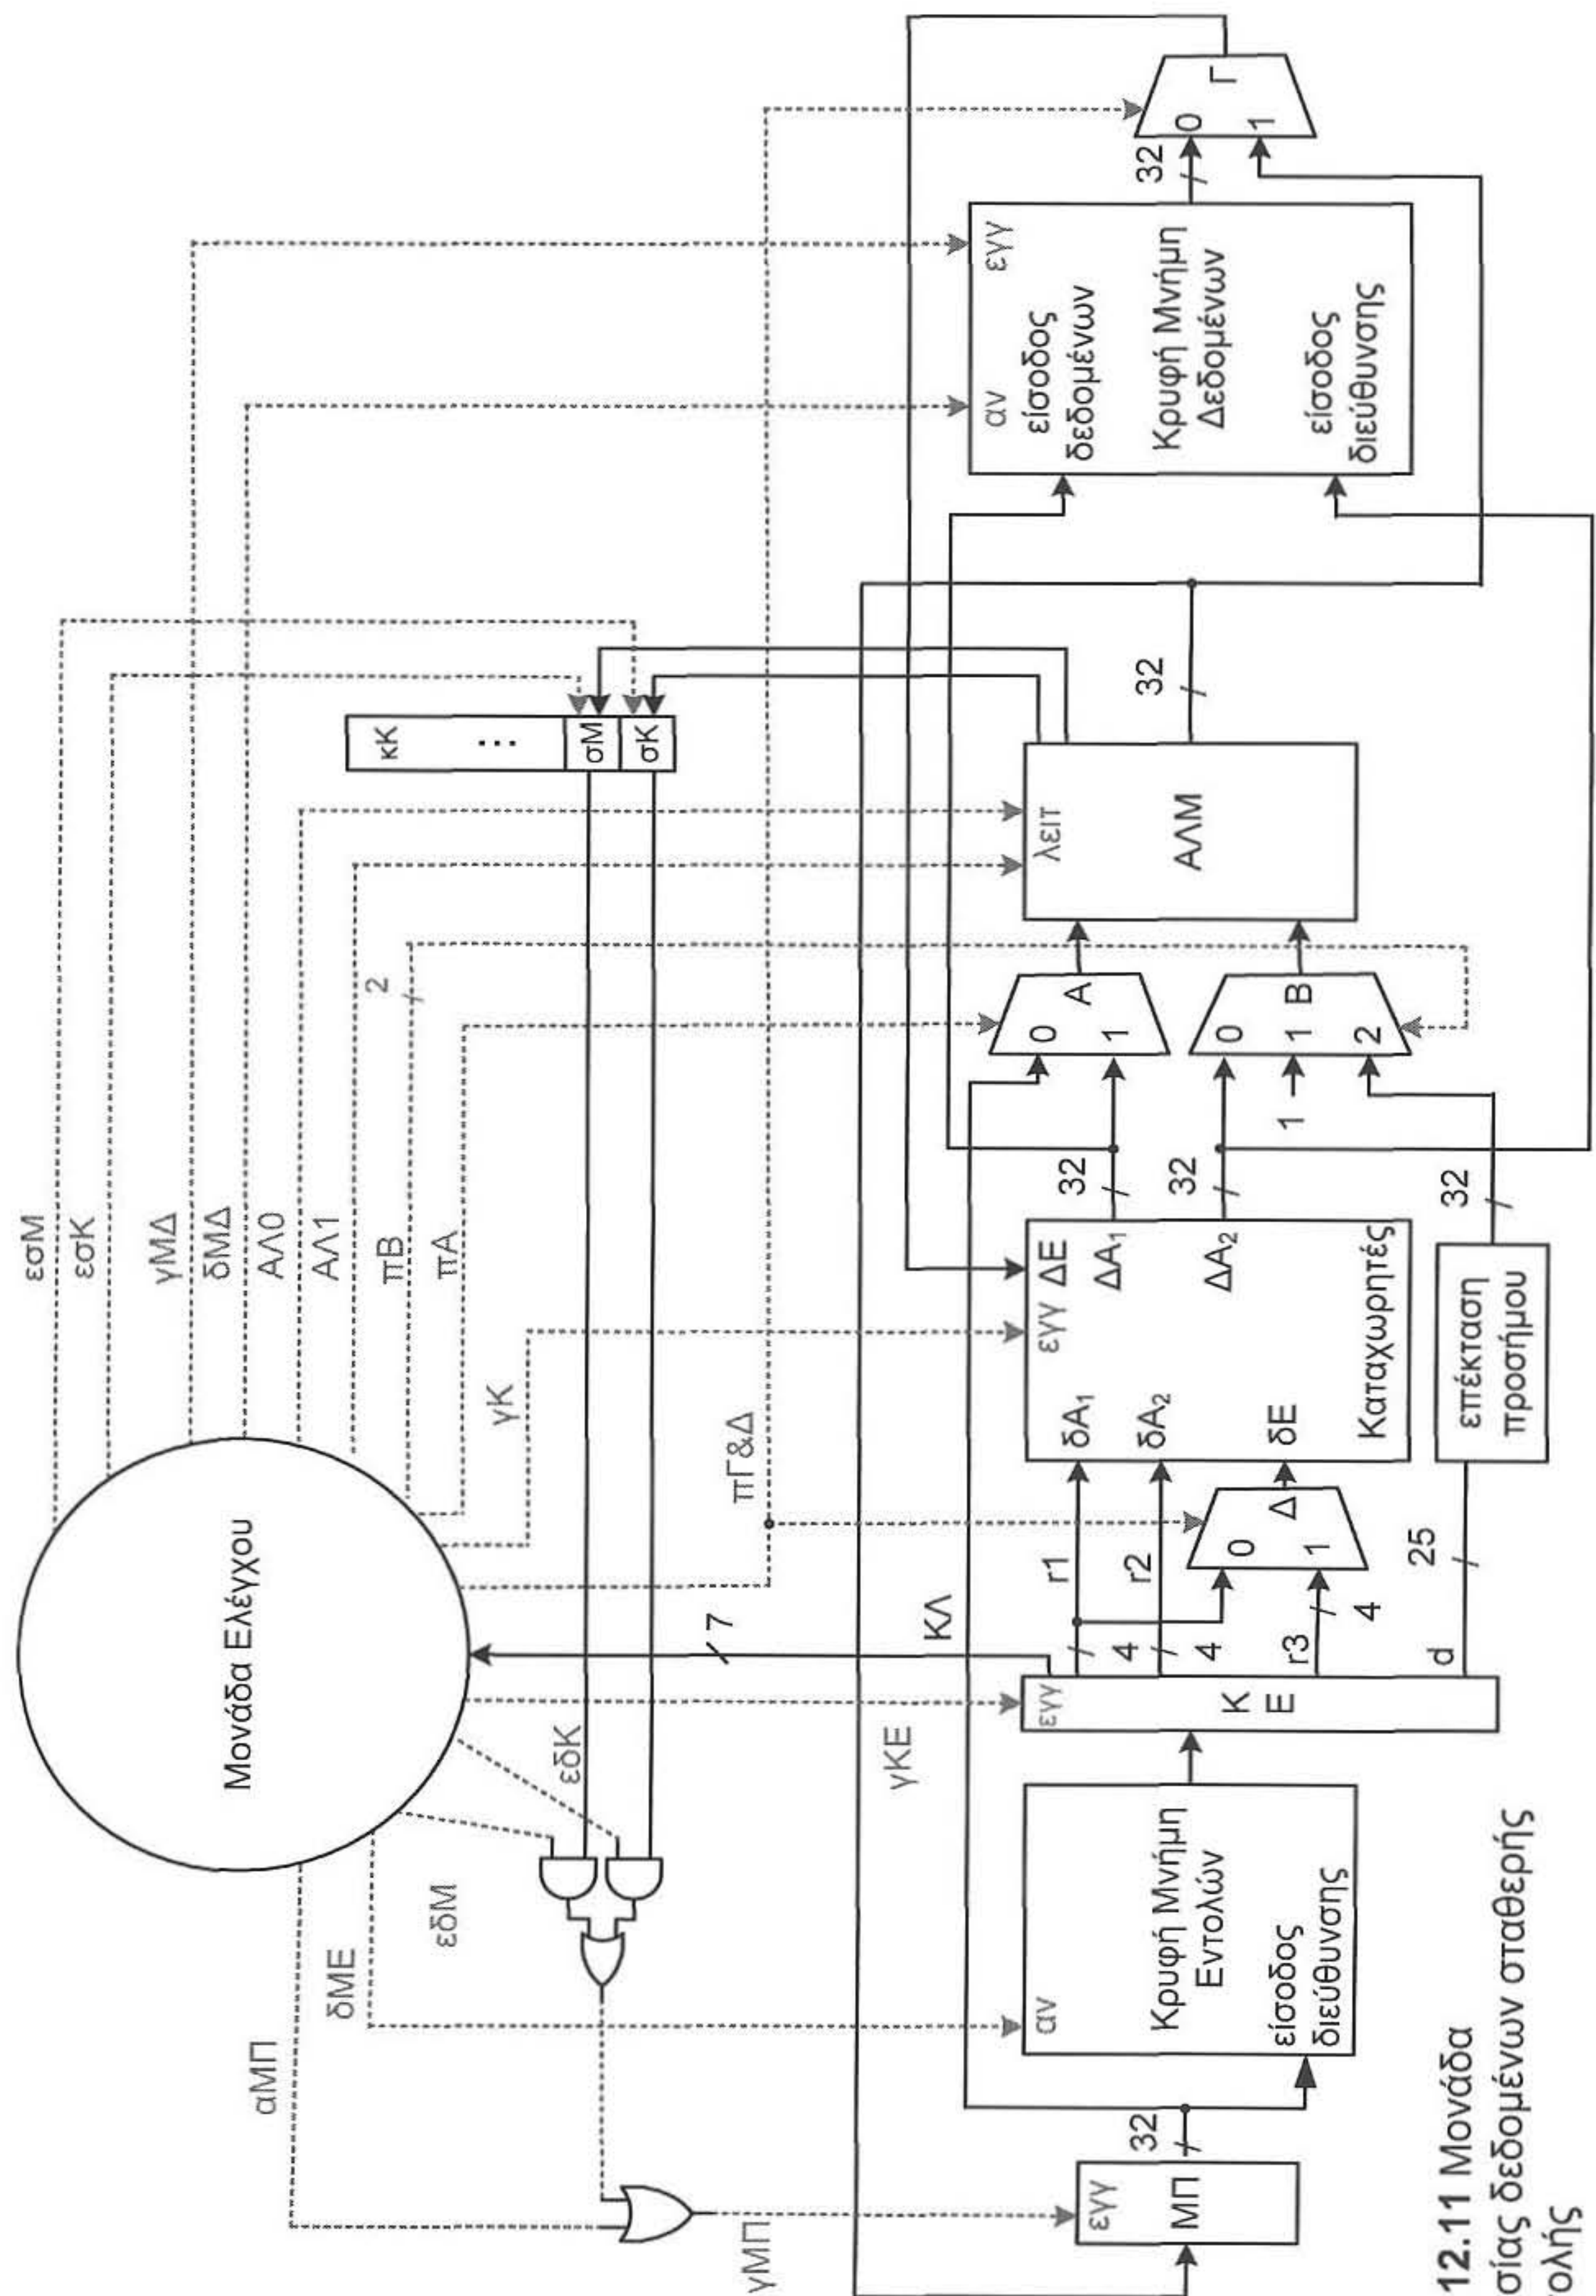 εσΜ
εσΚ
γΜΔ
δΜΔ
ΑΛ0
ΑΛ1
πΒ
2
πΑ
γΚ
πΓ&Δ
Μονάδα Ελέγχου
αΜΠ
δΜΕ
εδΜ
εδΚ
κΚ
...
σΜ
σΚ
7
γΜΠ
γΚΕ
ΚΛ
εγγ
ΜΠ
32
αν
Κρυφή Μνήμη
Εντολών
είσοδος
διεύθυνσης
εγγ
Κ
Ε
r1
4
r2
4
r3
4
d
25
0
1
Δ
εγγ
ΔΕ
δΑ1
ΔΑ1
δΑ2
ΔΑ2
δΕ
Καταχωρητές
επέκταση
προσήμου
32
32
32
0
1
Α
1
0
1
2
Β
λειτ
ΑΛΜ
32
αν
εγγ
είσοδος
δεδομένων
Κρυφή Μνήμη
Δεδομένων
είσοδος
διεύθυνσης
32
0
1
Γ
12.11 Μονάδα
σίας δεδομένων σταθερής
ολής